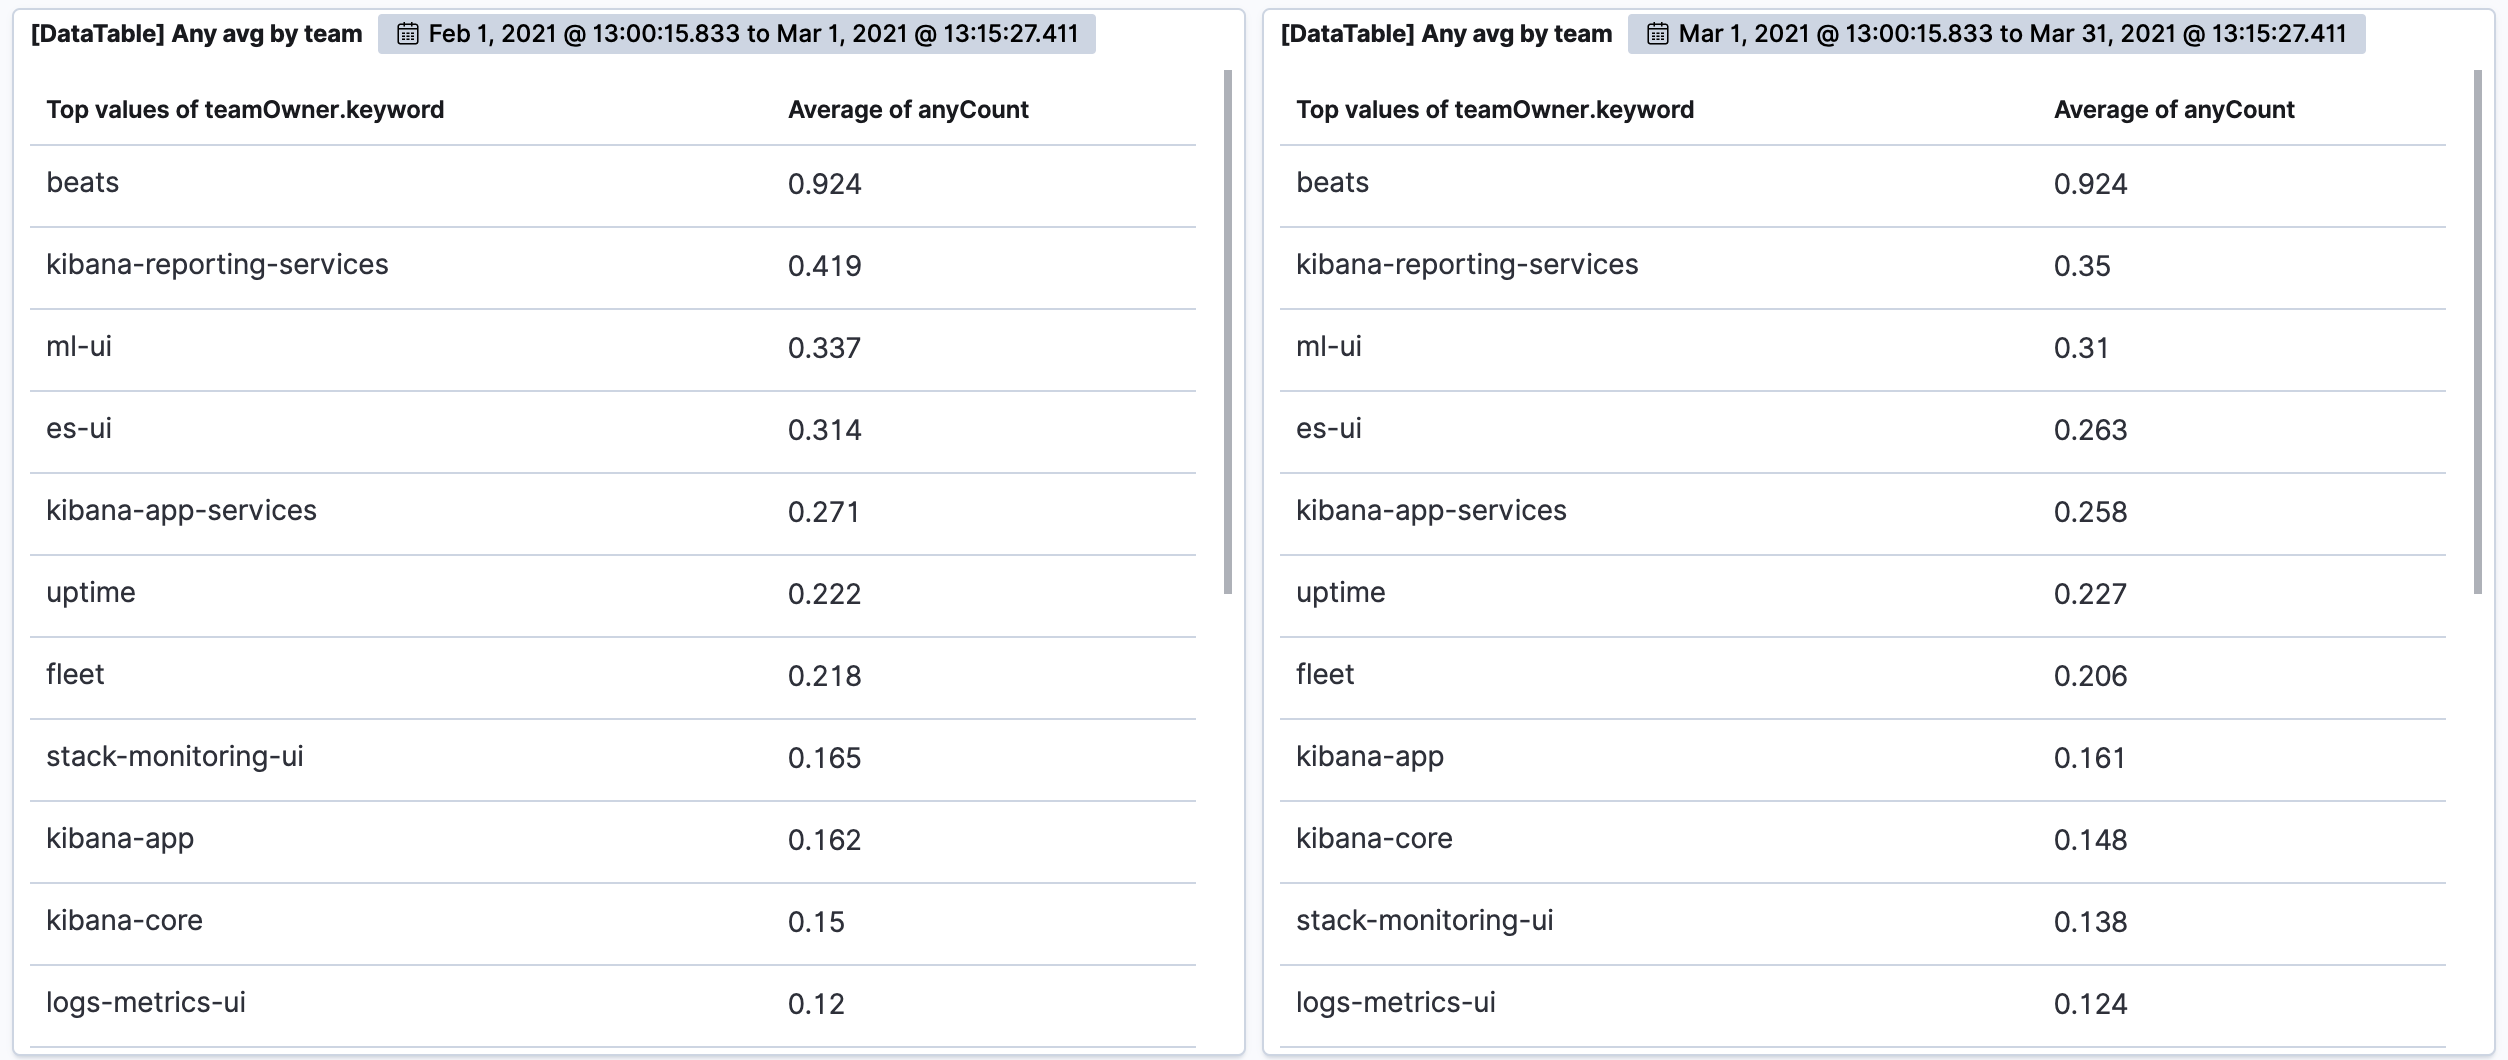 [DataTable] Any avg by team Feb 1, 2021 @ 13:00:15.833 to Mar 1, 2021 @ 13:15:27.411
Top values of teamOwner.keyword Average of anyCount
beats 0.924
kibana-reporting-services 0.419
ml-ui 0.337
es-ui 0.314
kibana-app-services 0.271
uptime 0.222
fleet 0.218
stack-monitoring-ui 0.165
kibana-app 0.162
kibana-core 0.15
logs-metrics-ui 0.12
[DataTable] Any avg by team Mar 1, 2021 @ 13:00:15.833 to Mar 31, 2021 @ 13:15:27.411
Top values of teamOwner.keyword Average of anyCount
beats 0.924
kibana-reporting-services 0.35
ml-ui 0.31
es-ui 0.263
kibana-app-services 0.258
uptime 0.227
fleet 0.206
kibana-app 0.161
kibana-core 0.148
stack-monitoring-ui 0.138
logs-metrics-ui 0.124